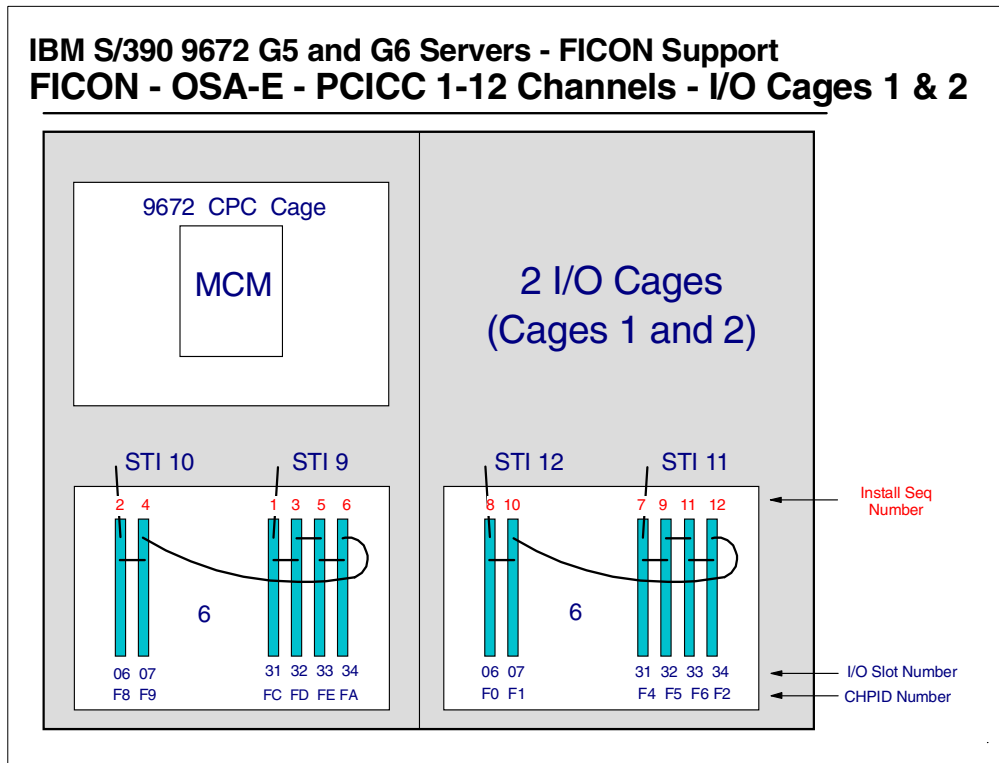 IBM S/390 9672 G5 and G6 Servers - FICON Support
FICON - OSA-E - PCICC 1-12 Channels - I/O Cages 1 & 2
9672 CPC Cage
MCM
2 I/O Cages
(Cages 1 and 2)
STI 10 STI 9 STI 12 STI 11
2 4 1 3 5 6 8 10 7 9 11 12
Install Seq
Number
6 6
06 07 31 32 33 34 06 07 31 32 33 34
I/O Slot Number
F8 F9 FC FD FE FA F0 F1 F4 F5 F6 F2
CHPID Number